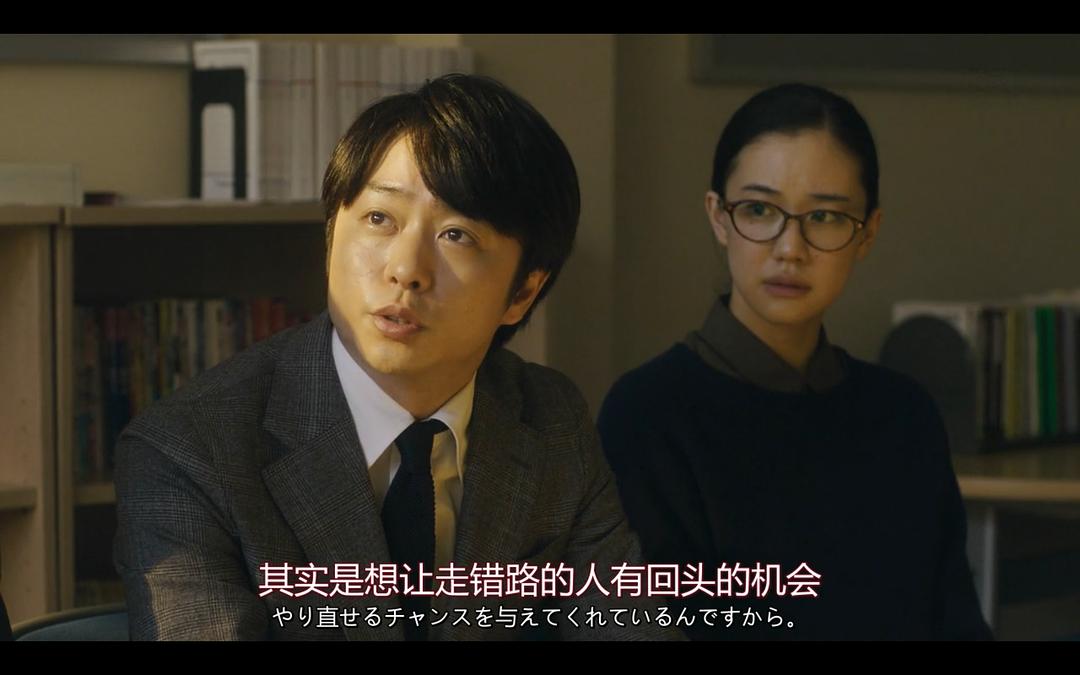 其实是想让走错路的人有回头的机会
やり直せるチャンスを与えてくれているんですから。